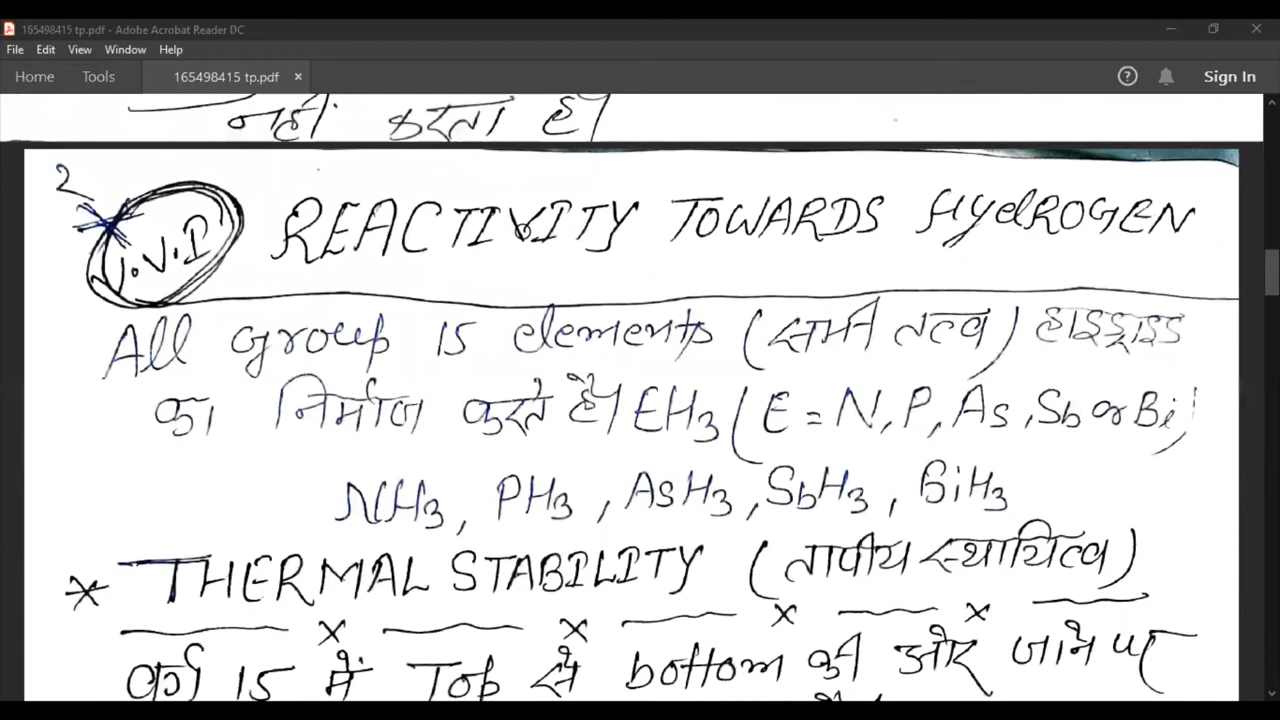 165498415 tp.pdf - Adobe Acrobat Reader DC
File Edit View Window Help
Home Tools 165498415 tp.pdf × ? Sign In
नहीं करता है।
2
V.V.I REACTIVITY TOWARDS HydROGEN
All group 15 elements (सभी तत्व) हाइड्राइड
का निर्माण करते हैं। EH3 (E = N, P, As, Sb or Bi)
NH3, PH3, AsH3, SbH3, BiH3
* THERMAL STABILITY (तापीय स्थायित्व)
वर्ग 15 में Top से bottom की ओर जाने पर